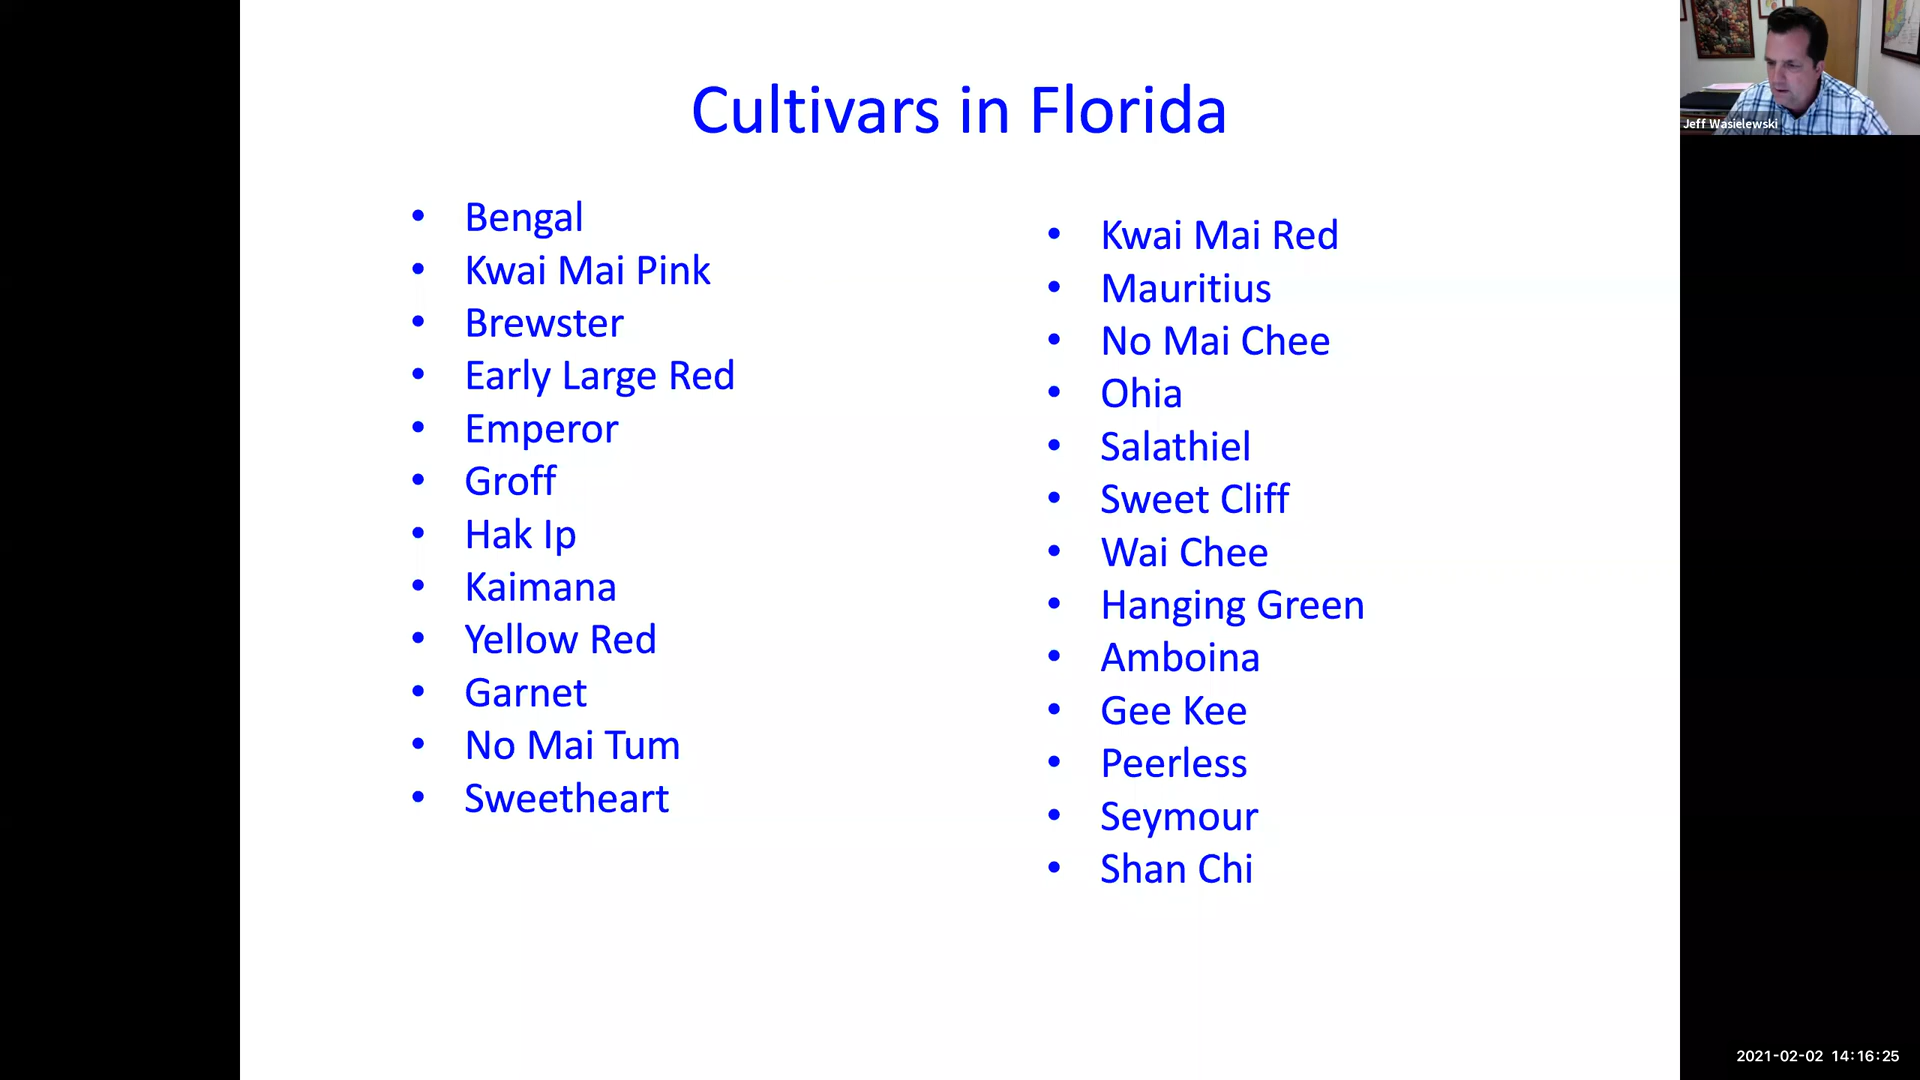 Cultivars in Florida
• Bengal
• Kwai Mai Pink
• Brewster
• Early Large Red
• Emperor
• Groff
• Hak Ip
• Kaimana
• Yellow Red
• Garnet
• No Mai Tum
• Sweetheart
• Kwai Mai Red
• Mauritius
• No Mai Chee
• Ohia
• Salathiel
• Sweet Cliff
• Wai Chee
• Hanging Green
• Amboina
• Gee Kee
• Peerless
• Seymour
• Shan Chi
Jeff Wasielewski
2021-02-02 14:16:25